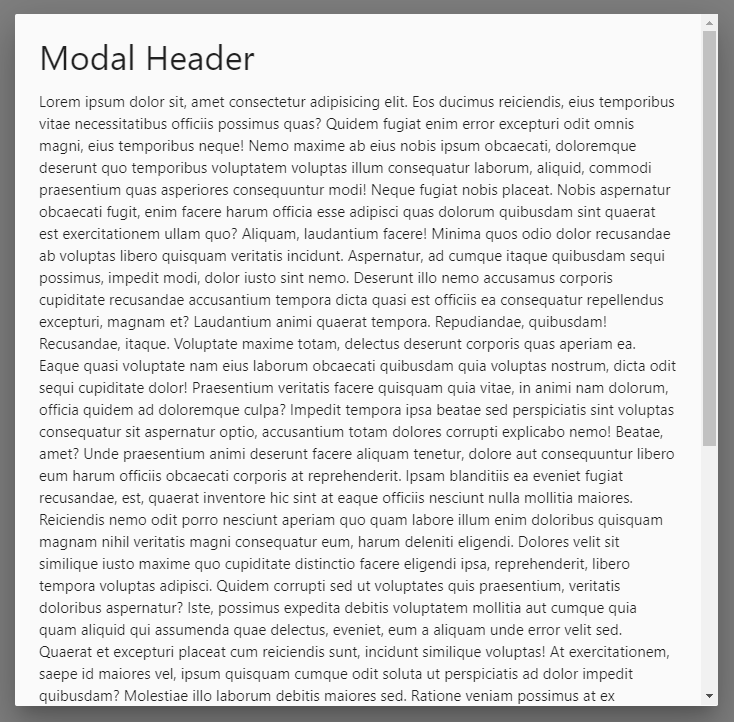 Modal Header
Lorem ipsum dolor sit, amet consectetur adipisicing elit. Eos ducimus reiciendis, eius temporibus
vitae necessitatibus officiis possimus quas? Quidem fugiat enim error excepturi odit omnis
magni, eius temporibus neque! Nemo maxime ab eius nobis ipsum obcaecati, doloremque
deserunt quo temporibus voluptatem voluptas illum consequatur laborum, aliquid, commodi
praesentium quas asperiores consequuntur modi! Neque fugiat nobis placeat. Nobis aspernatur
obcaecati fugit, enim facere harum officia esse adipisci quas dolorum quibusdam sint quaerat
est exercitationem ullam quo? Aliquam, laudantium facere! Minima quos odio dolor recusandae
ab voluptas libero quisquam veritatis incidunt. Aspernatur, ad cumque itaque quibusdam sequi
possimus, impedit modi, dolor iusto sint nemo. Deserunt illo nemo accusamus corporis
cupiditate recusandae accusantium tempora dicta quasi est officiis ea consequatur repellendus
excepturi, magnam et? Laudantium animi quaerat tempora. Repudiandae, quibusdam!
Recusandae, itaque. Voluptate maxime totam, delectus deserunt corporis quas aperiam ea.
Eaque quasi voluptate nam eius laborum obcaecati quibusdam quia voluptas nostrum, dicta odit
sequi cupiditate dolor! Praesentium veritatis facere quisquam quia vitae, in animi nam dolorum,
officia quidem ad doloremque culpa? Impedit tempora ipsa beatae sed perspiciatis sint voluptas
consequatur sit aspernatur optio, accusantium totam dolores corrupti explicabo nemo! Beatae,
amet? Unde praesentium animi deserunt facere aliquam tenetur, dolore aut consequuntur libero
eum harum officiis obcaecati corporis at reprehenderit. Ipsam blanditiis ea eveniet fugiat
recusandae, est, quaerat inventore hic sint at eaque officiis nesciunt nulla mollitia maiores.
Reiciendis nemo odit porro nesciunt aperiam quo quam labore illum enim doloribus quisquam
magnam nihil veritatis magni consequatur eum, harum deleniti eligendi. Dolores velit sit
similique iusto maxime quo cupiditate distinctio facere eligendi ipsa, reprehenderit, libero
tempora voluptas adipisci. Quidem corrupti sed ut voluptates quis praesentium, veritatis
doloribus aspernatur? Iste, possimus expedita debitis voluptatem mollitia aut cumque quia
quam aliquid qui assumenda quae delectus, eveniet, eum a aliquam unde error velit sed.
Quaerat et excepturi placeat cum reiciendis sunt, incidunt similique voluptas! At exercitationem,
saepe id maiores vel, ipsum quisquam cumque odit soluta ut perspiciatis ad dolor impedit
quibusdam? Molestiae illo laborum debitis maiores sed. Ratione veniam possimus at ex